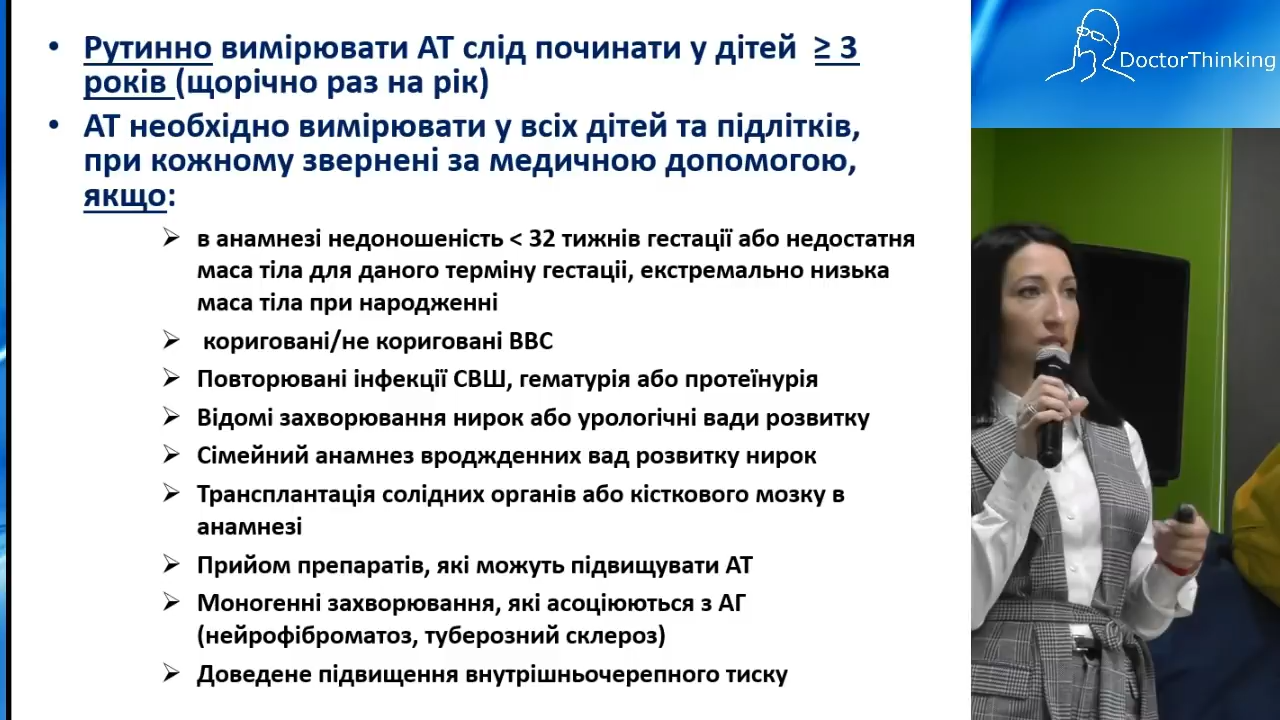 • Рутинно вимірювати АТ слід починати у дітей ≥ 3
років (щорічно раз на рік)
• АТ необхідно вимірювати у всіх дітей та підлітків,
при кожному звернені за медичною допомогою,
якщо:
➢ в анамнезі недоношеність < 32 тижнів гестації або недостатня
маса тіла для даного терміну гестаціі, екстремально низька
маса тіла при народженні
➢ кориговані/не кориговані ВВС
➢ Повторювані інфекції СВШ, гематурія або протеїнурія
➢ Відомі захворювання нирок або урологічні вади розвитку
➢ Сімейний анамнез вроджденних вад розвитку нирок
➢ Трансплантація солідних органів або кісткового мозку в
анамнезі
➢ Прийом препаратів, які можуть підвищувати АТ
➢ Моногенні захворювання, які асоціюються з АГ
(нейрофіброматоз, туберозний склероз)
➢ Доведене підвищення внутрішньочерепного тиску
DoctorThinking